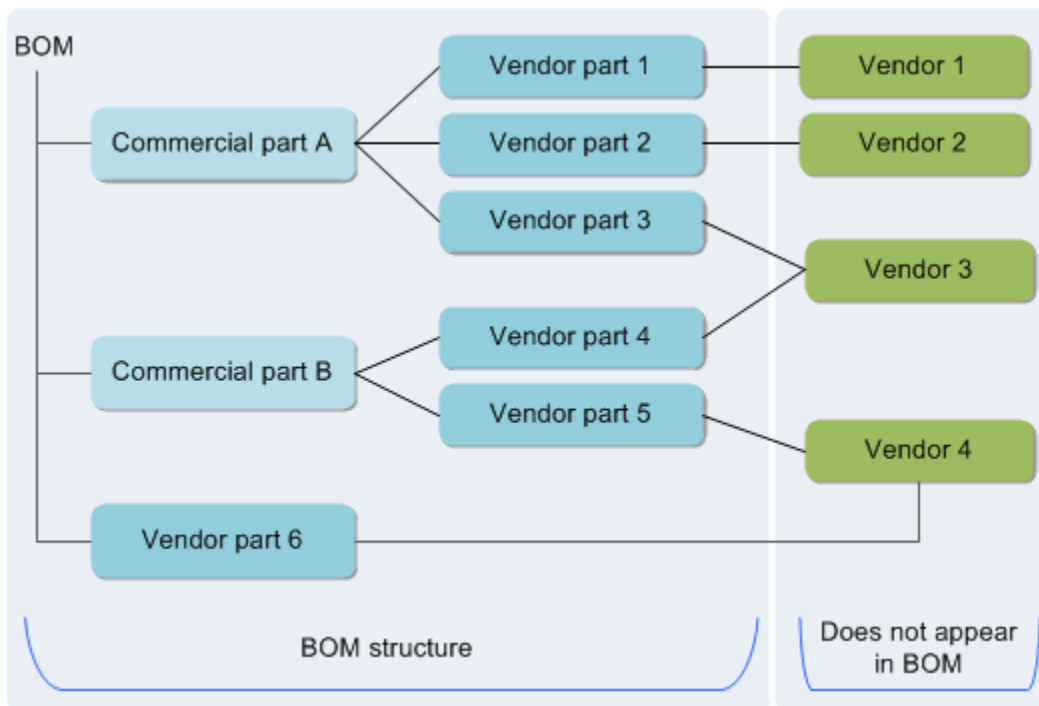 BOM
Vendor part 1
Vendor 1
Commercial part A
Vendor part 2
Vendor 2
Vendor part 3
Vendor 3
Vendor part 4
Commercial part B
Vendor part 5
Vendor 4
Vendor part 6
BOM structure
Does not appear
in BOM